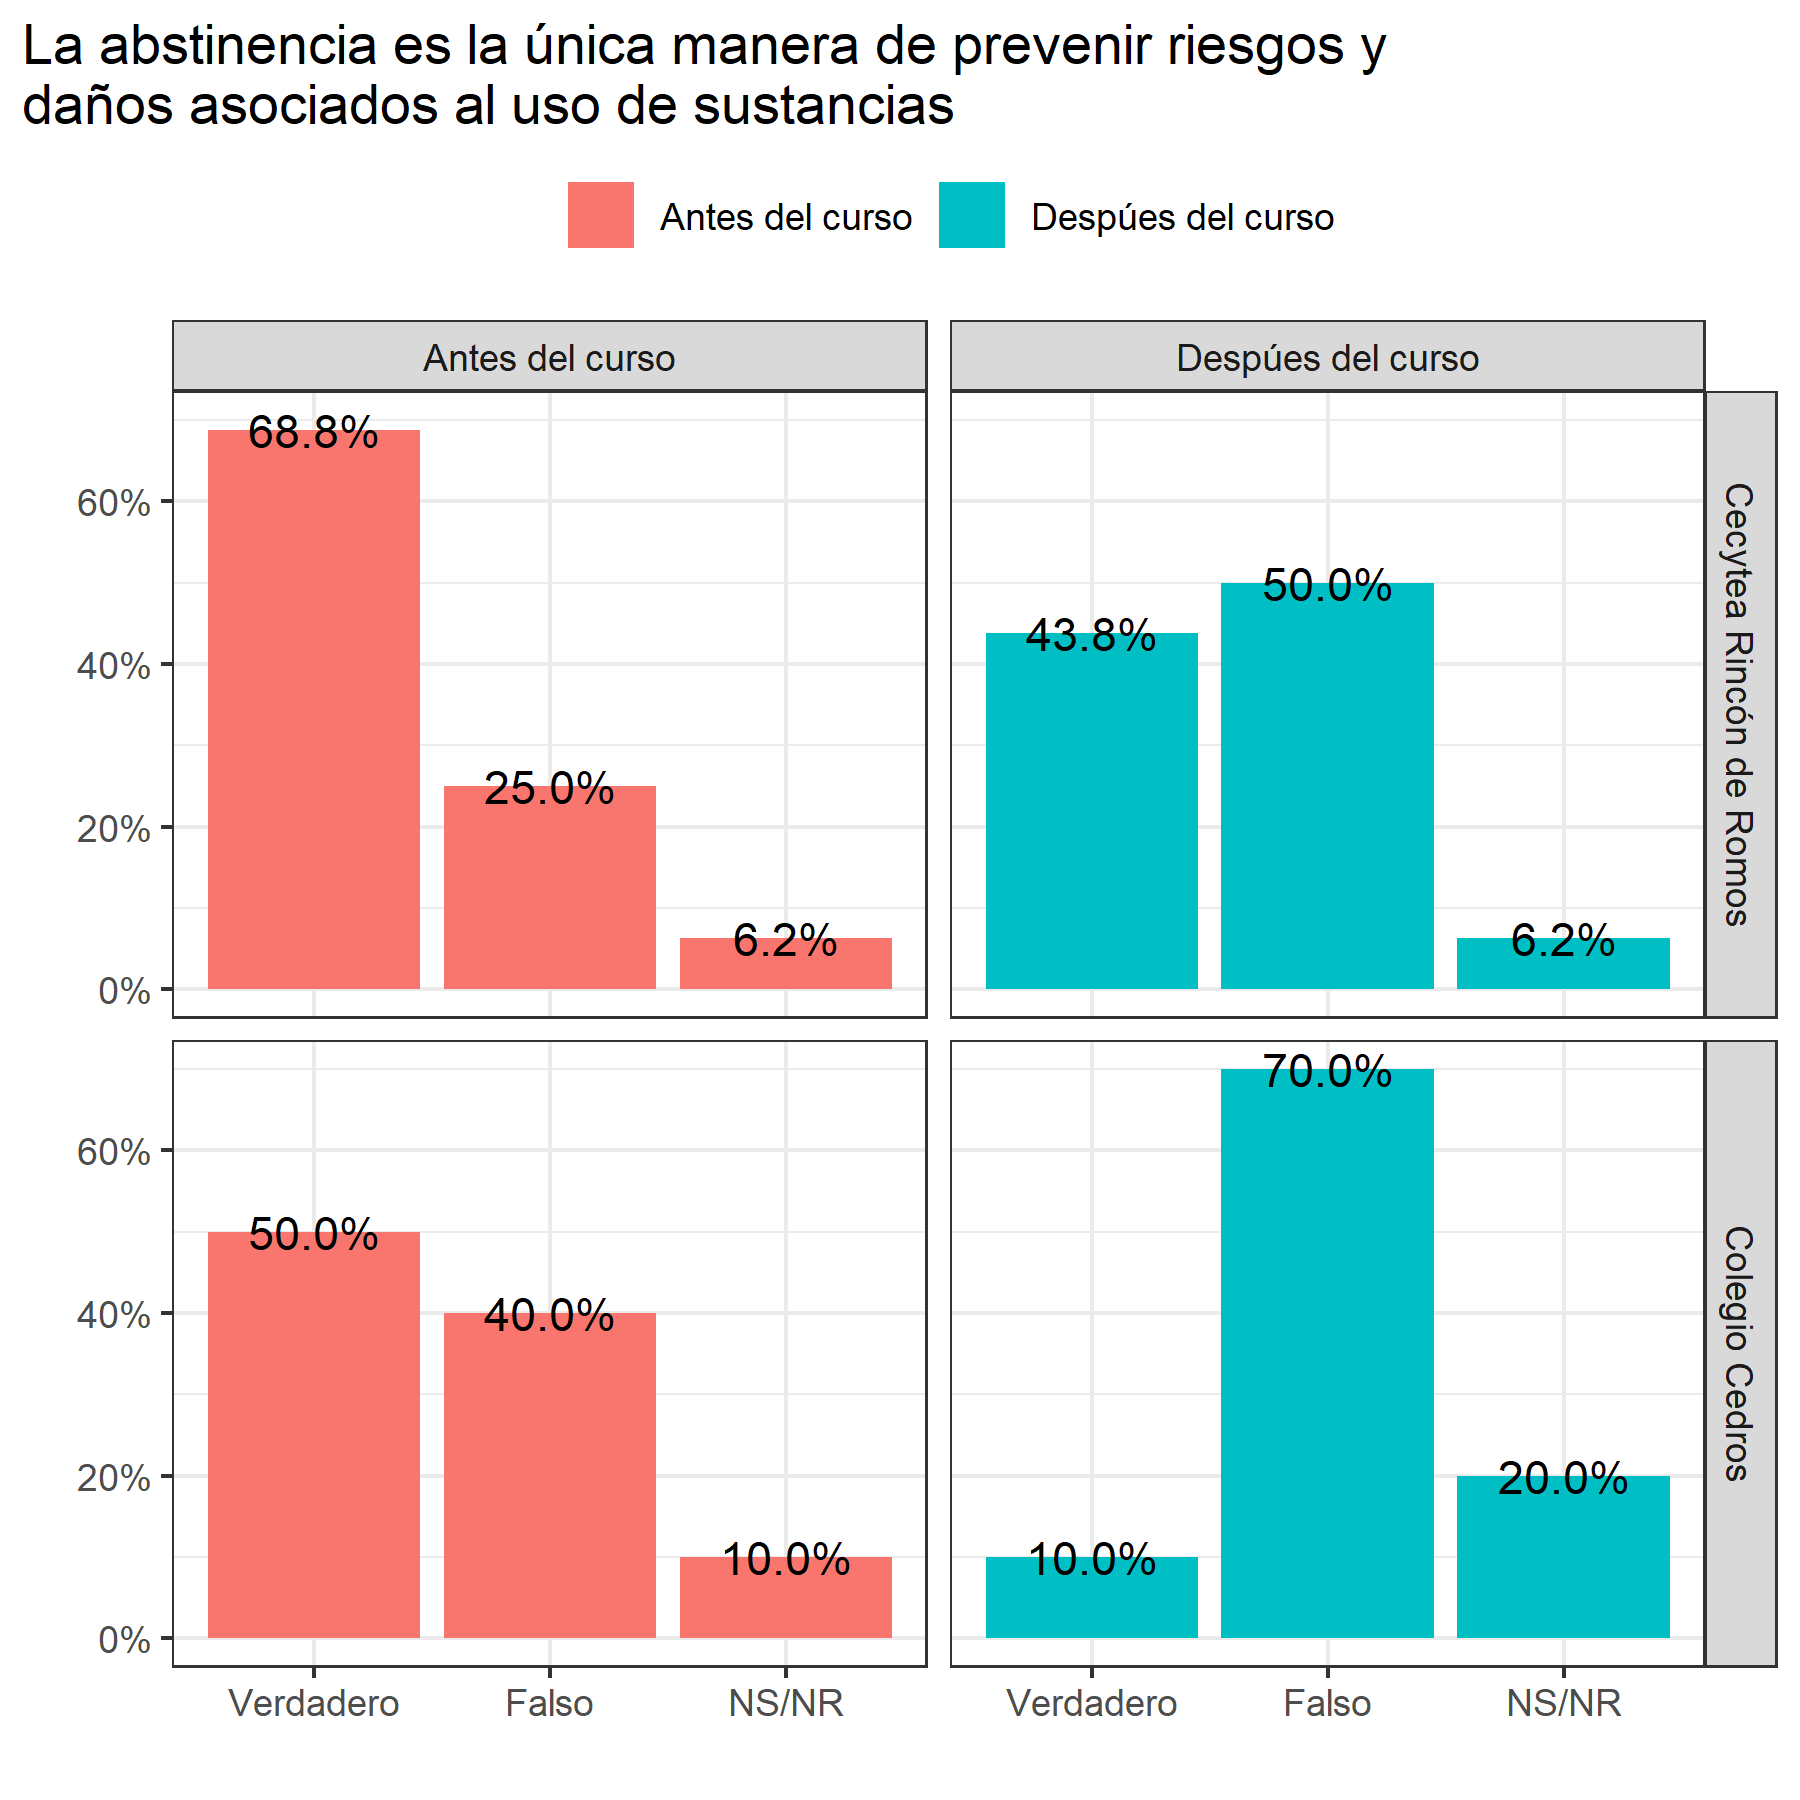 La abstinencia es la única manera de prevenir riesgos y
daños asociados al uso de sustancias
Antes del curso
Despúes del curso
Antes del curso
Despúes del curso
60%
40%
20%
0%
68.8%
25.0%
6.2%
43.8%
50.0%
6.2%
Cecytea Rincón de Romos
60%
40%
20%
0%
50.0%
40.0%
10.0%
10.0%
70.0%
20.0%
Colegio Cedros
Verdadero
Falso
NS/NR
Verdadero
Falso
NS/NR